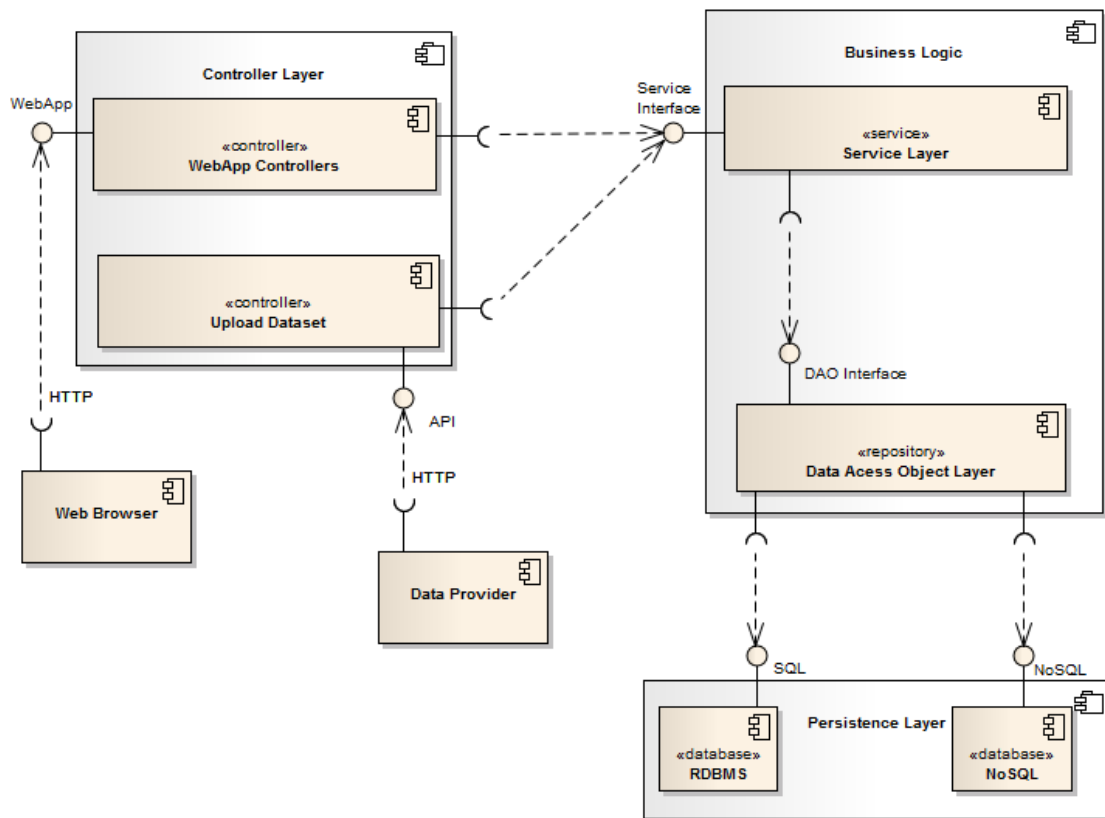 Controller Layer
WebApp
«controller»
WebApp Controllers
«controller»
Upload Dataset
HTTP
API
HTTP
Web Browser
Data Provider
Service
Interface
Business Logic
«service»
Service Layer
DAO Interface
«repository»
Data Acess Object Layer
SQL
NoSQL
Persistence Layer
«database»
RDBMS
«database»
NoSQL